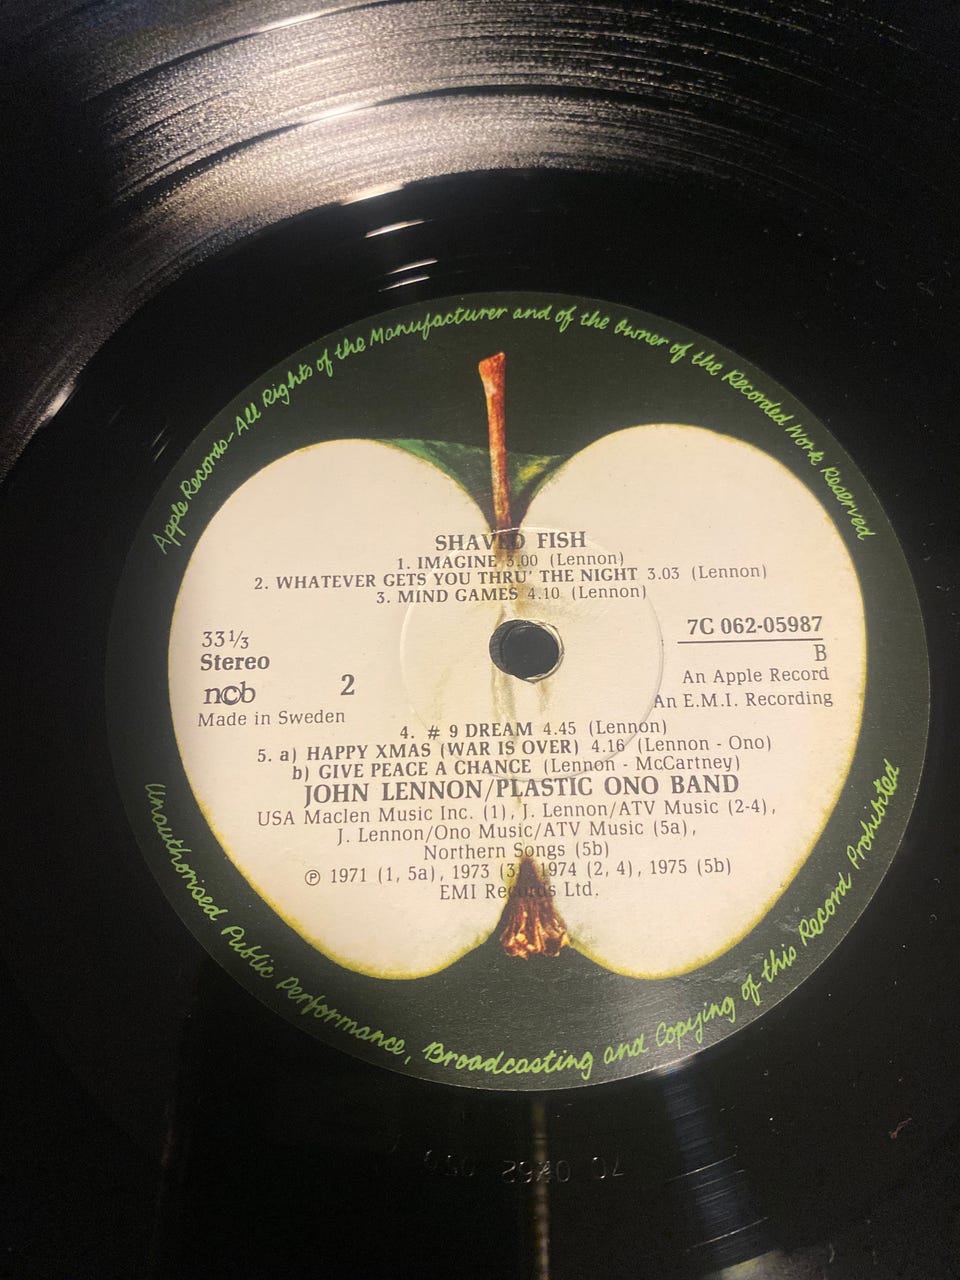 Apple Records-All Rights of the Manufacturer and of the Owner of the Recorded Work Reserved
SHAVED FISH
1. IMAGINE 3.00 (Lennon)
2. WHATEVER GETS YOU THRU' THE NIGHT 3.03 (Lennon)
3. MIND GAMES 4.10 (Lennon)
33⅓
Stereo
ncb
Made in Sweden
2
7C 062-05987
B
An Apple Record
An E.M.I. Recording
4. # 9 DREAM 4.45 (Lennon)
5. a) HAPPY XMAS (WAR IS OVER) 4.16 (Lennon - Ono)
b) GIVE PEACE A CHANCE (Lennon - McCartney)
JOHN LENNON/PLASTIC ONO BAND
USA Maclen Music Inc. (1), J. Lennon/ATV Music (2-4),
J. Lennon/Ono Music/ATV Music (5a),
Northern Songs (5b)
℗ 1971 (1, 5a), 1973 (3), 1974 (2, 4), 1975 (5b)
EMI Records Ltd.
Unauthorised Public Performance, Broadcasting and Copying of this Record Prohibited
7C 062